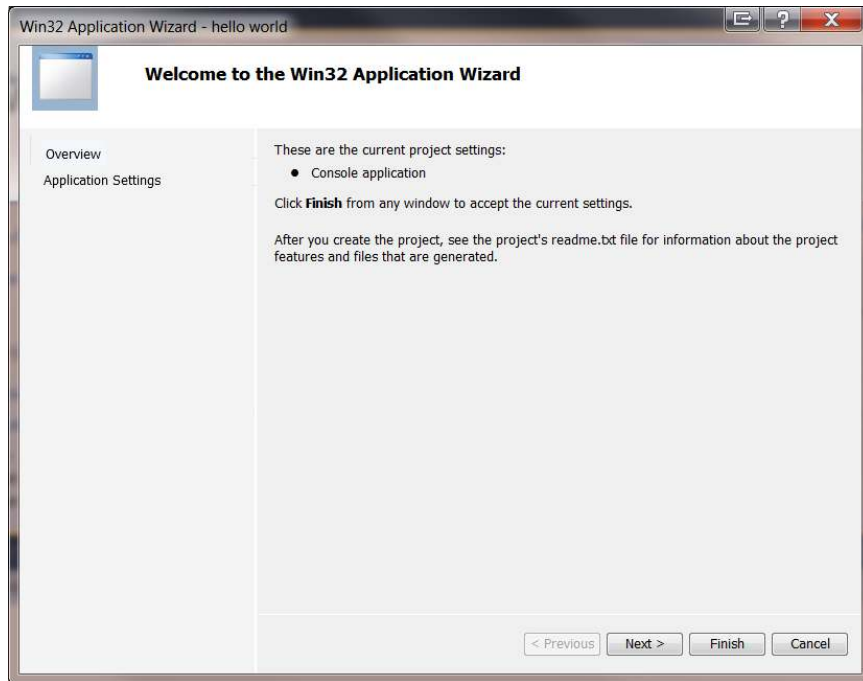 Win32 Application Wizard - hello world
Welcome to the Win32 Application Wizard
Overview
Application Settings
These are the current project settings:
● Console application
Click Finish from any window to accept the current settings.
After you create the project, see the project's readme.txt file for information about the project
features and files that are generated.
< Previous Next > Finish Cancel